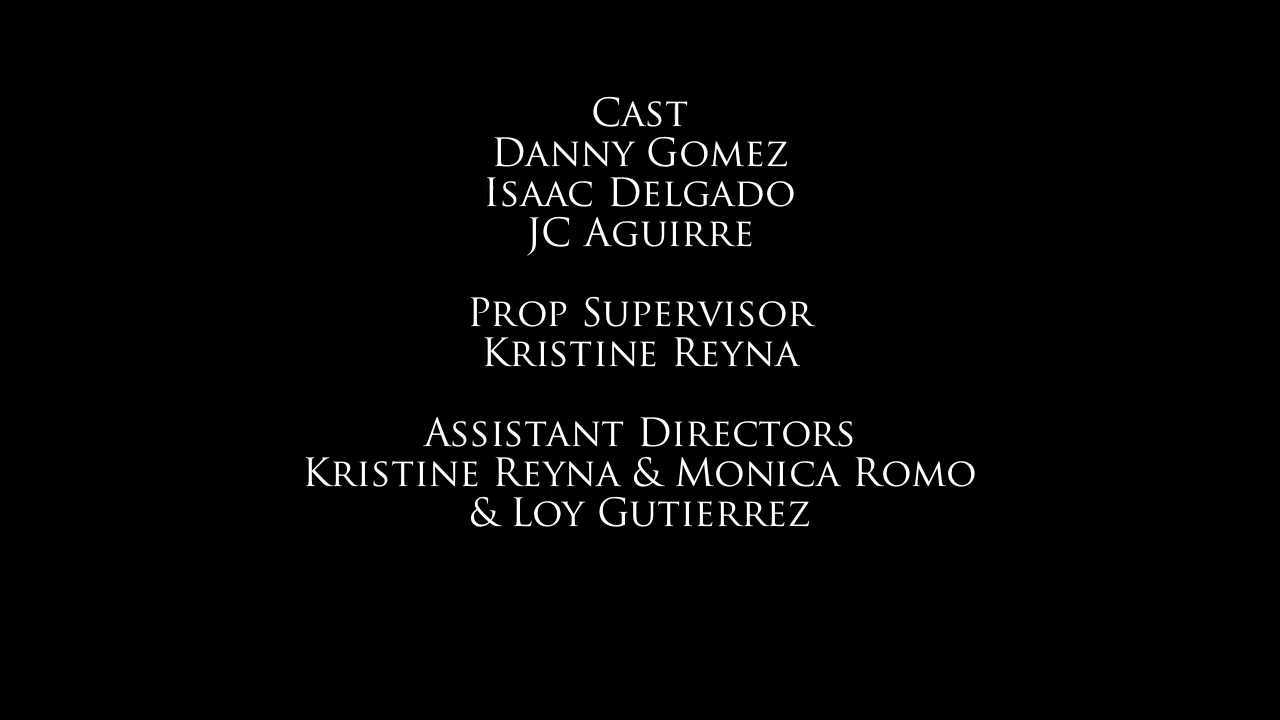 Cast
Danny Gomez
Isaac Delgado
JC Aguirre
Prop Supervisor
Kristine Reyna
Assistant Directors
Kristine Reyna & Monica Romo
& Loy Gutierrez